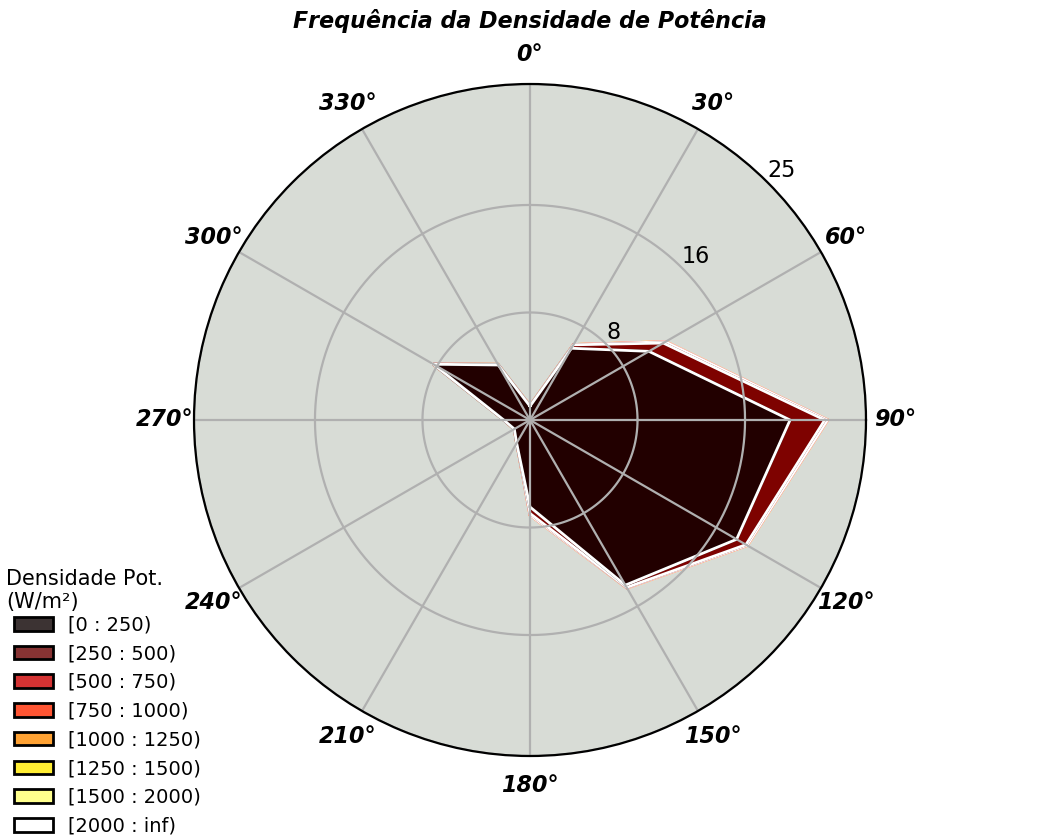 Frequência da Densidade de Potência
0°
330°
30°
25
300°
60°
16
8
270°
90°
240°
120°
210°
150°
180°
Densidade Pot.
(W/m²)
[0 : 250)
[250 : 500)
[500 : 750)
[750 : 1000)
[1000 : 1250)
[1250 : 1500)
[1500 : 2000)
[2000 : inf)